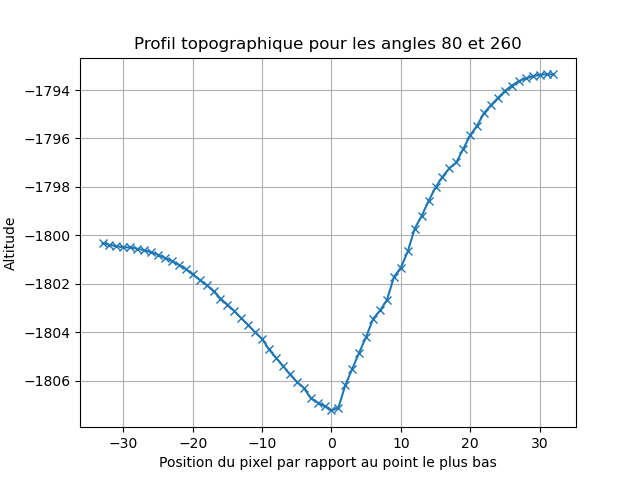 Profil topographique pour les angles 80 et 260
Altitude
−1794
−1796
−1798
−1800
−1802
−1804
−1806
−30 −20 −10 0 10 20 30
Position du pixel par rapport au point le plus bas